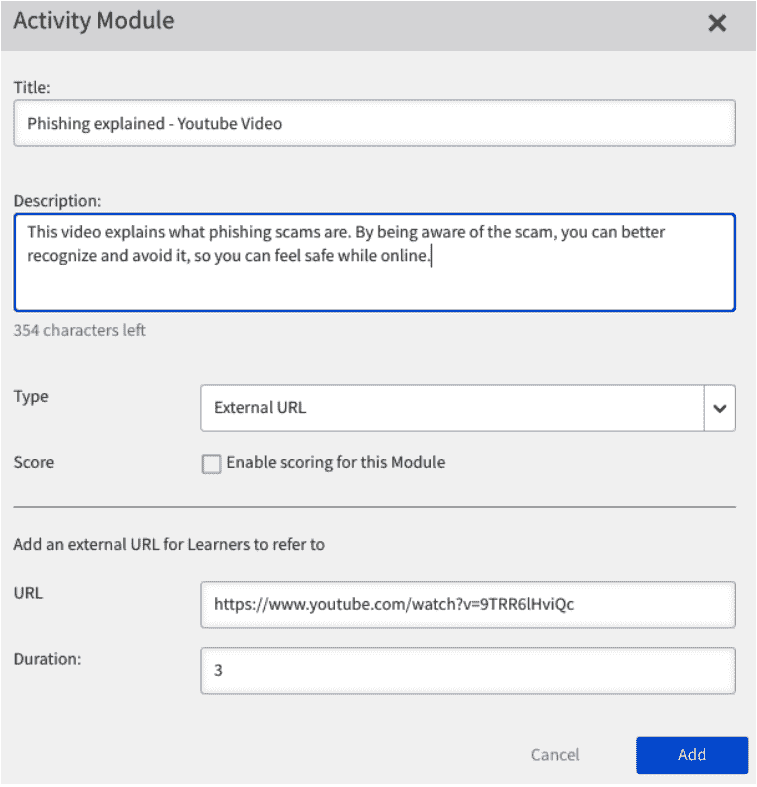 Activity Module
Title:
Phishing explained - Youtube Video
Description:
This video explains what phishing scams are. By being aware of the scam, you can better
recognize and avoid it, so you can feel safe while online.
354 characters left
Type
External URL
Score
Enable scoring for this Module
Add an external URL for Learners to refer to
URL
https://www.youtube.com/watch?v=9TRR6lHviQc
Duration:
3
Cancel
Add